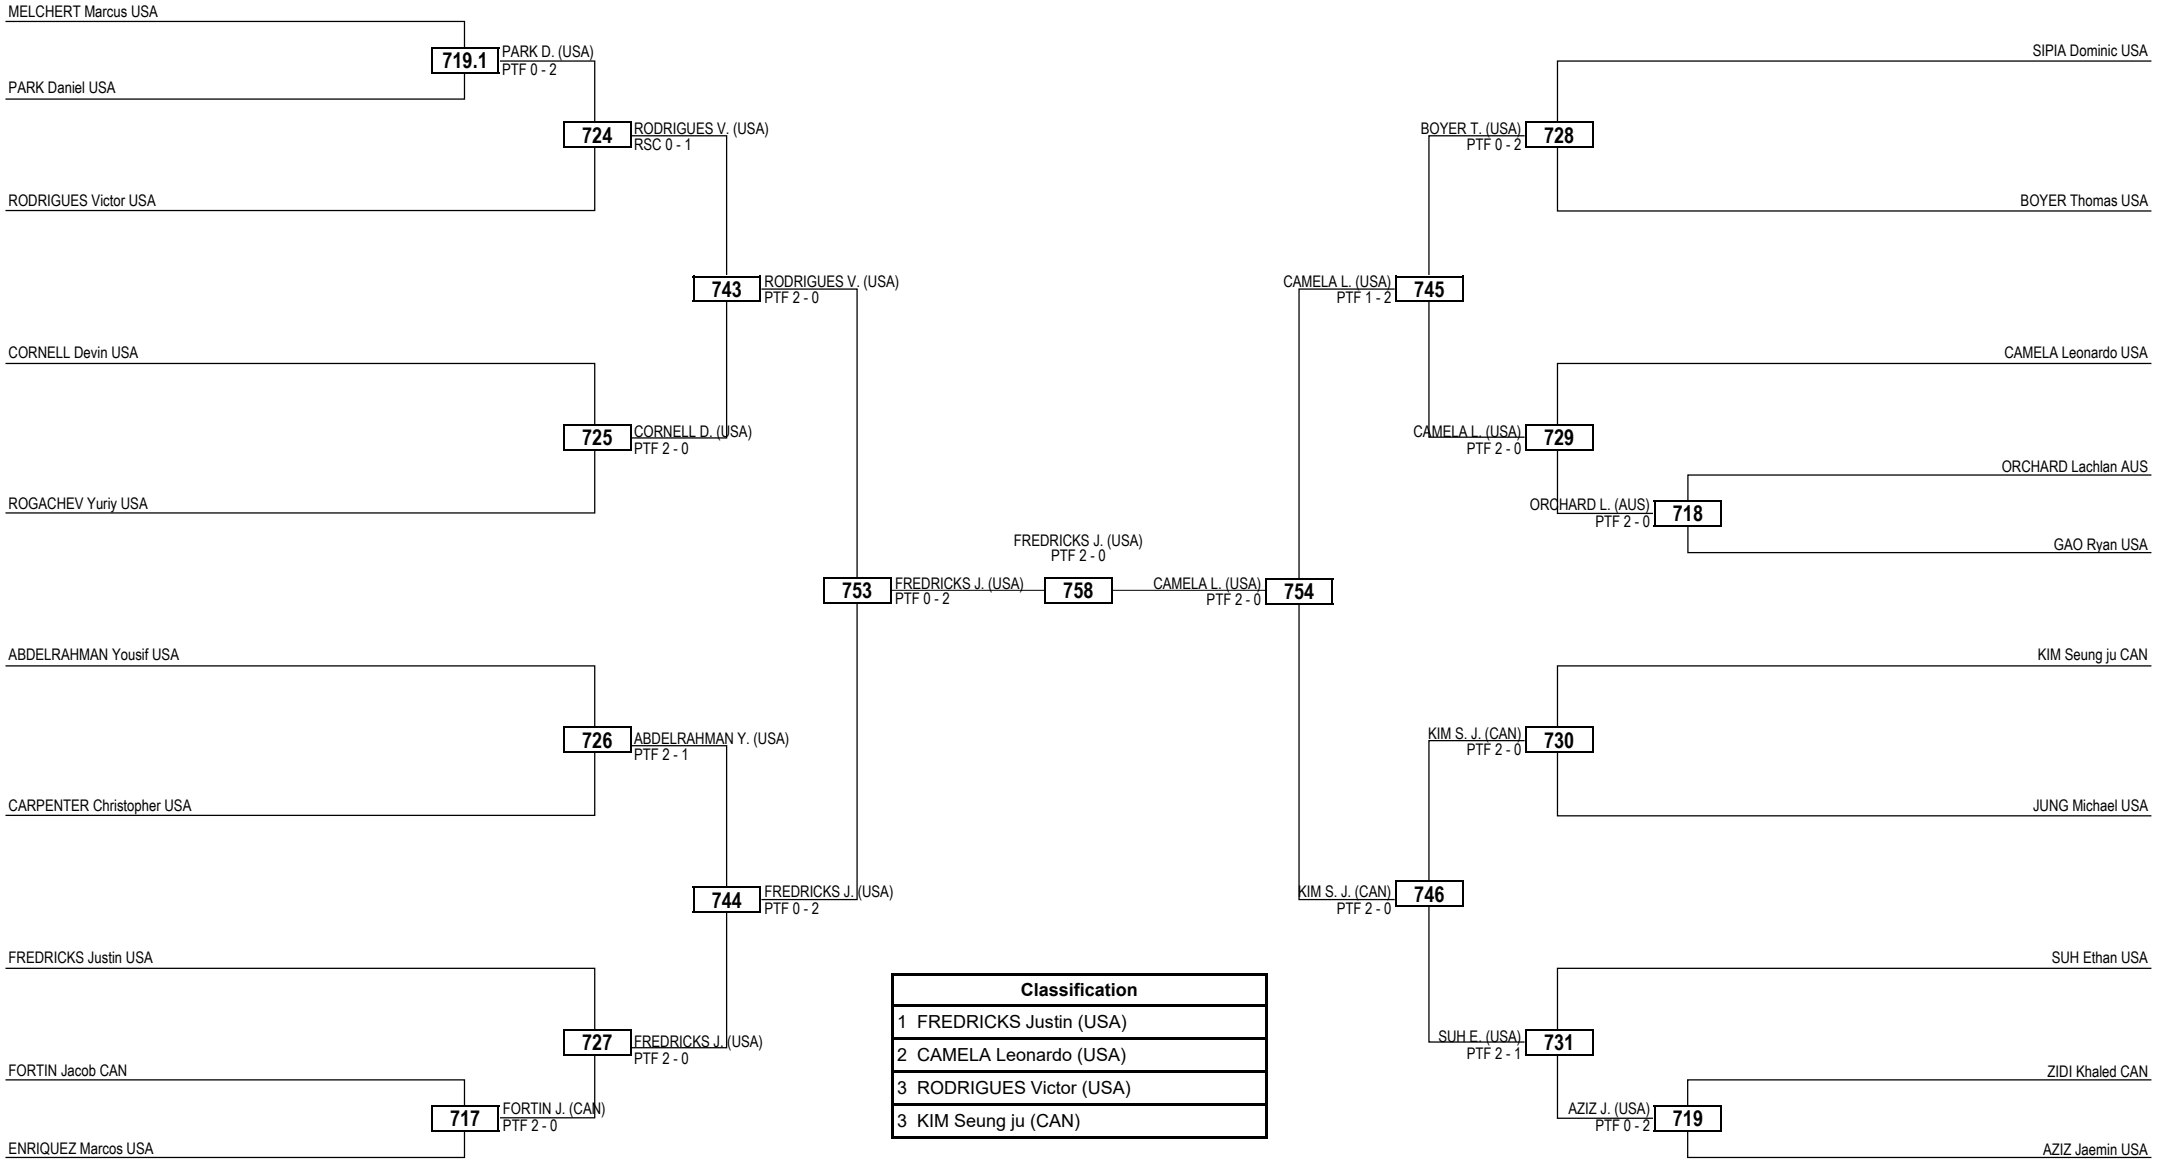 MELCHERT Marcus USA
719.1
PARK D. (USA)
PTF 0 - 2
PARK Daniel USA
724
RODRIGUES V. (USA)
RSC 0 - 1
RODRIGUES Victor USA
743
RODRIGUES V. (USA)
PTF 2 - 0
CORNELL Devin USA
725
CORNELL D. (USA)
PTF 2 - 0
ROGACHEV Yuriy USA
753
FREDRICKS J. (USA)
PTF 0 - 2
ABDELRAHMAN Yousif USA
726
ABDELRAHMAN Y. (USA)
PTF 2 - 1
CARPENTER Christopher USA
744
FREDRICKS J. (USA)
PTF 0 - 2
FREDRICKS Justin USA
727
FREDRICKS J. (USA)
PTF 2 - 0
FORTIN Jacob CAN
717
FORTIN J. (CAN)
PTF 2 - 0
ENRIQUEZ Marcos USA
FREDRICKS J. (USA)
PTF 2 - 0
758
SIPIA Dominic USA
BOYER T. (USA)
PTF 0 - 2
728
BOYER Thomas USA
CAMELA L. (USA)
PTF 1 - 2
745
CAMELA Leonardo USA
CAMELA L. (USA)
PTF 2 - 0
729
ORCHARD Lachlan AUS
ORCHARD L. (AUS)
PTF 2 - 0
718
GAO Ryan USA
CAMELA L. (USA)
PTF 2 - 0
754
KIM Seung ju CAN
KIM S. J. (CAN)
PTF 2 - 0
730
JUNG Michael USA
KIM S. J. (CAN)
PTF 2 - 0
746
SUH Ethan USA
SUH E. (USA)
PTF 2 - 1
731
ZIDI Khaled CAN
AZIZ J. (USA)
PTF 0 - 2
719
AZIZ Jaemin USA
Classification
1 FREDRICKS Justin (USA)
2 CAMELA Leonardo (USA)
3 RODRIGUES Victor (USA)
3 KIM Seung ju (CAN)